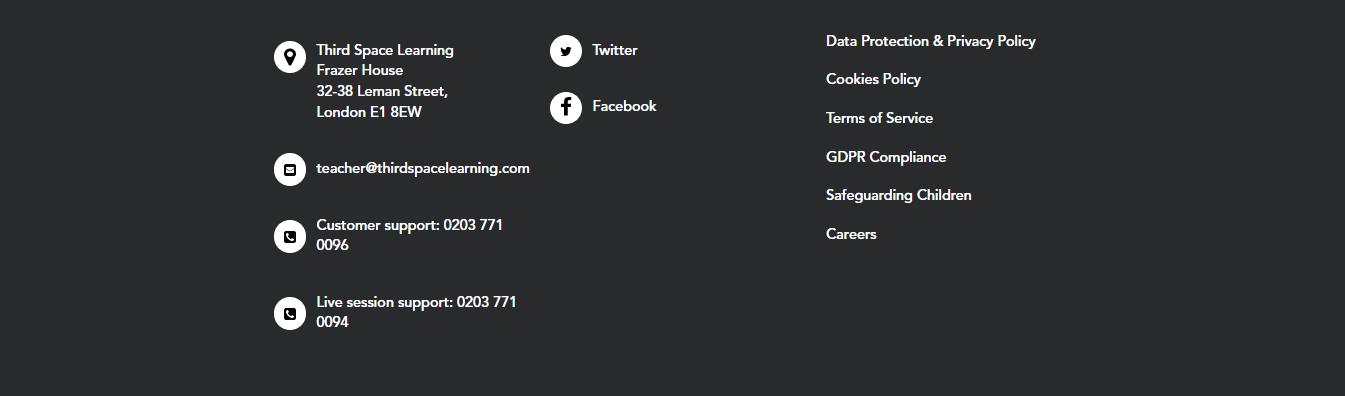 Third Space Learning
Frazer House
32-38 Leman Street,
London E1 8EW
teacher@thirdspacelearning.com
Customer support: 0203 771
0096
Live session support: 0203 771
0094
Twitter
Facebook
Data Protection & Privacy Policy
Cookies Policy
Terms of Service
GDPR Compliance
Safeguarding Children
Careers